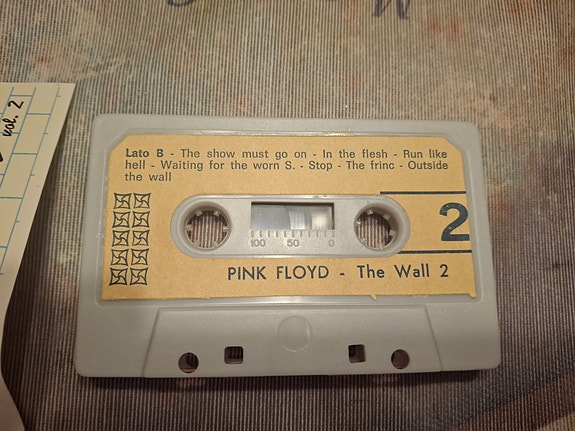 vol. 2
Lato B - The show must go on - In the flesh - Run like
hell - Waiting for the worn S. - Stop - The frinc - Outside
the wall
2
100 50 0
PINK FLOYD - The Wall 2